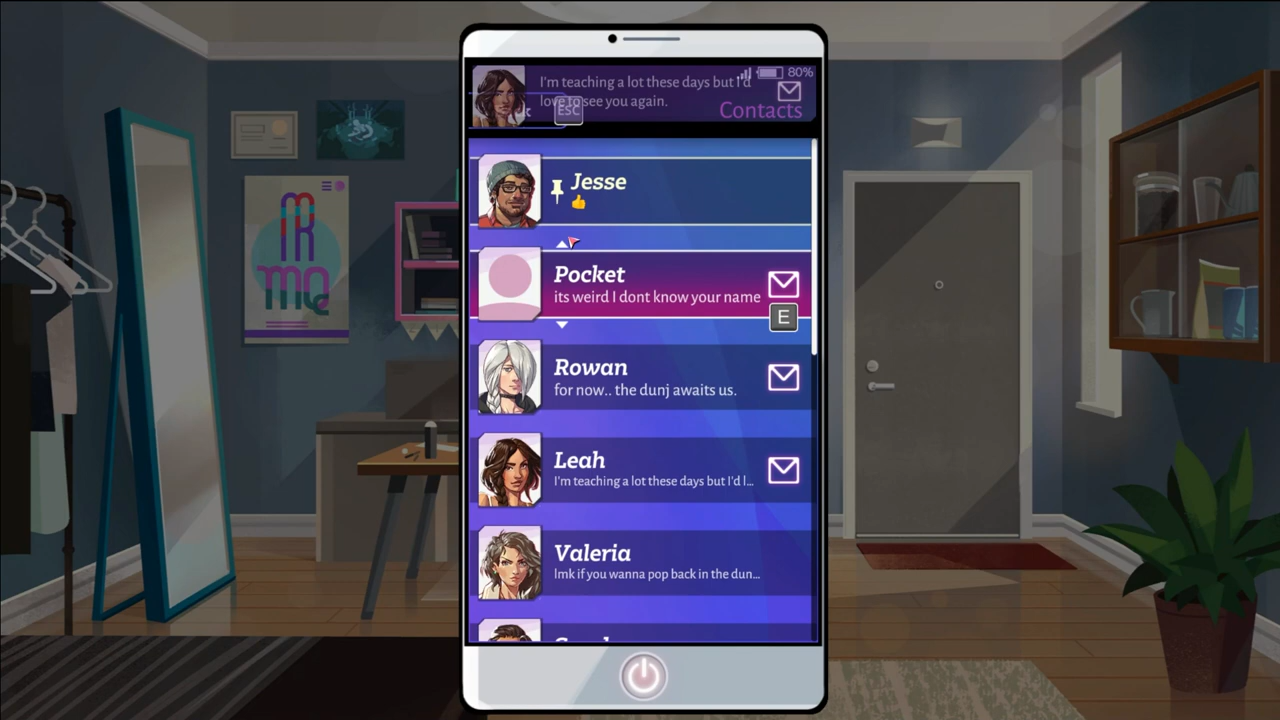 80%
I'm teaching a lot these days but I'd
love to see you again.
ESC
Contacts
Jesse
👍
Pocket
its weird I dont know your name
E
Rowan
for now.. the dunj awaits us.
Leah
I'm teaching a lot these days but I'd l...
Valeria
lmk if you wanna pop back in the dun...